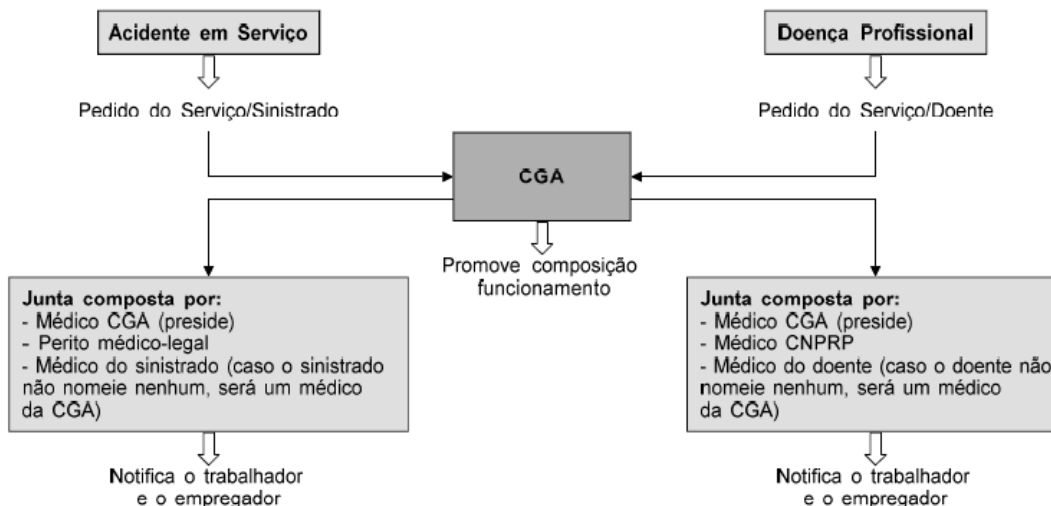 Acidente em Serviço
Doença Profissional
Pedido do Serviço/Sinistrado
Pedido do Serviço/Doente
CGA
Promove composição
funcionamento
Junta composta por:
- Médico CGA (preside)
- Perito médico-legal
- Médico do sinistrado (caso o sinistrado
não nomeie nenhum, será um médico
da CGA)
Junta composta por:
- Médico CGA (preside)
- Médico CNPRP
- Médico do doente (caso o doente não
nomeie nenhum, será um médico
da CGA)
Notifica o trabalhador
e o empregador
Notifica o trabalhador
e o empregador